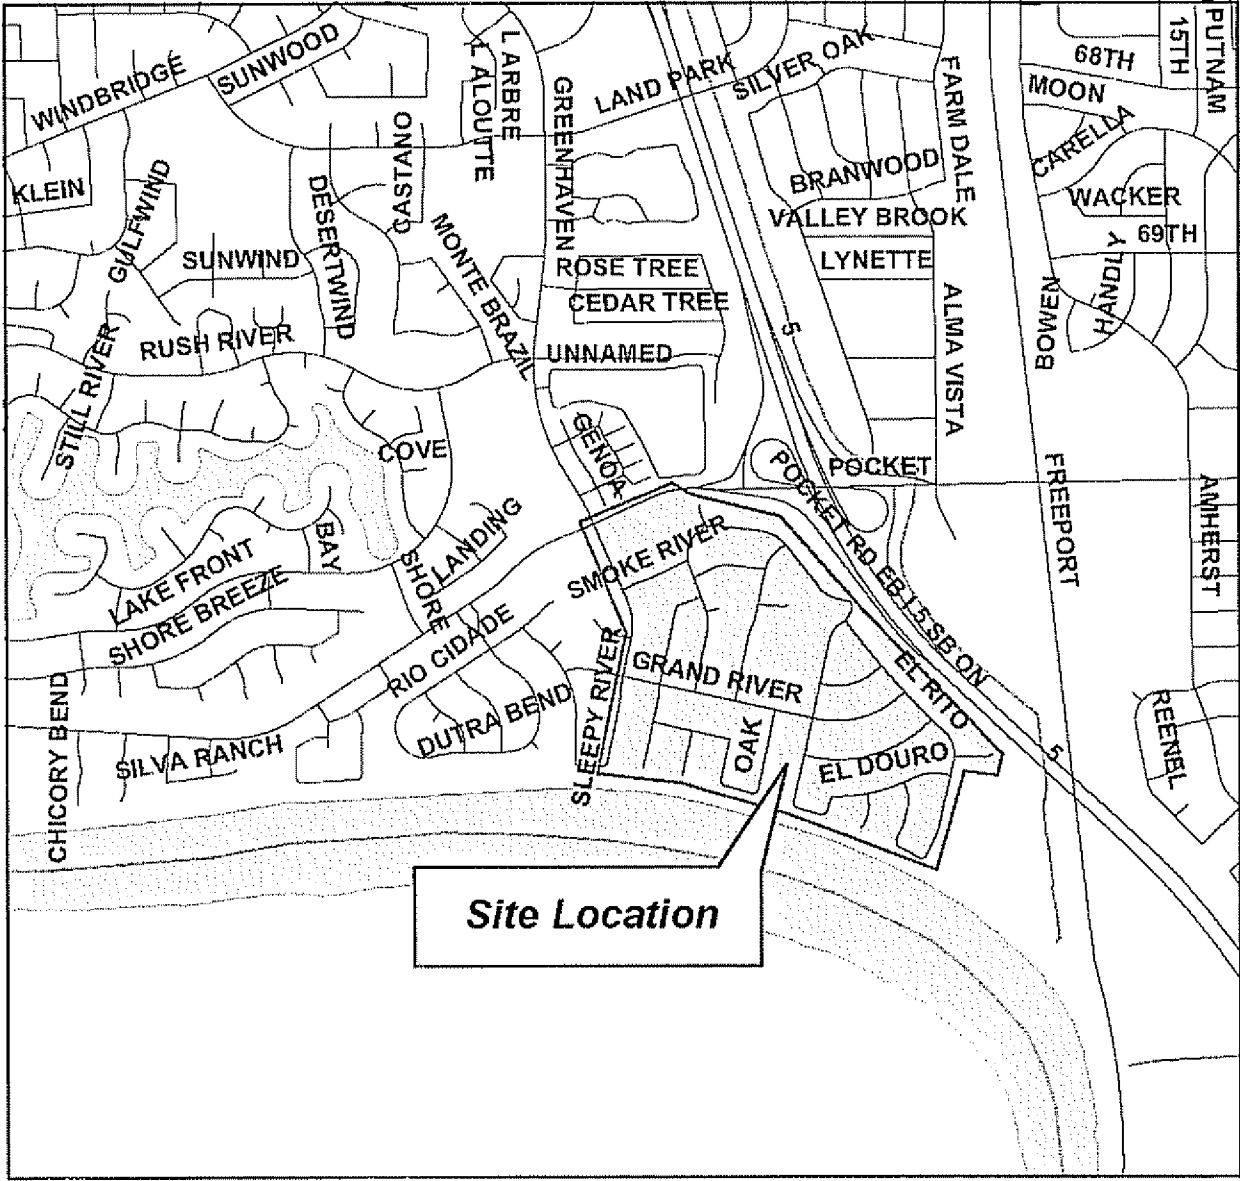 PUTNAM
15TH
68TH
SUNWOOD
WINDBRIDGE
LARBRE
LALOUTTE
GREENHAVEN
LAND PARK
SILVER OAK
FARM DALE
MOON
CARELLA
CASTANO
KLEIN
GULFWIND
DESERTWIND
BRANWOOD
WACKER
VALLEY BROOK
69TH
MONTE BRAZIL
SUNWIND
ROSE TREE
LYNETTE
HANDLY
CEDAR TREE
BOWEN
5
ALMA VISTA
RUSH RIVER
UNNAMED
STILL RIVER
GENOA
COVE
POCKET
FREEPORT
AMHERST
POCKET RD EB I 5 SB ON
LANDING
BAY
SMOKE RIVER
LAKE FRONT
SHORE
SHORE BREEZE
RIO CIDADE
SLEEPY RIVER
GRAND RIVER
EL RITO
CHICORY BEND
DUTRA BEND
OAK
EL DOURO
5
SILVA RANCH
Site Location